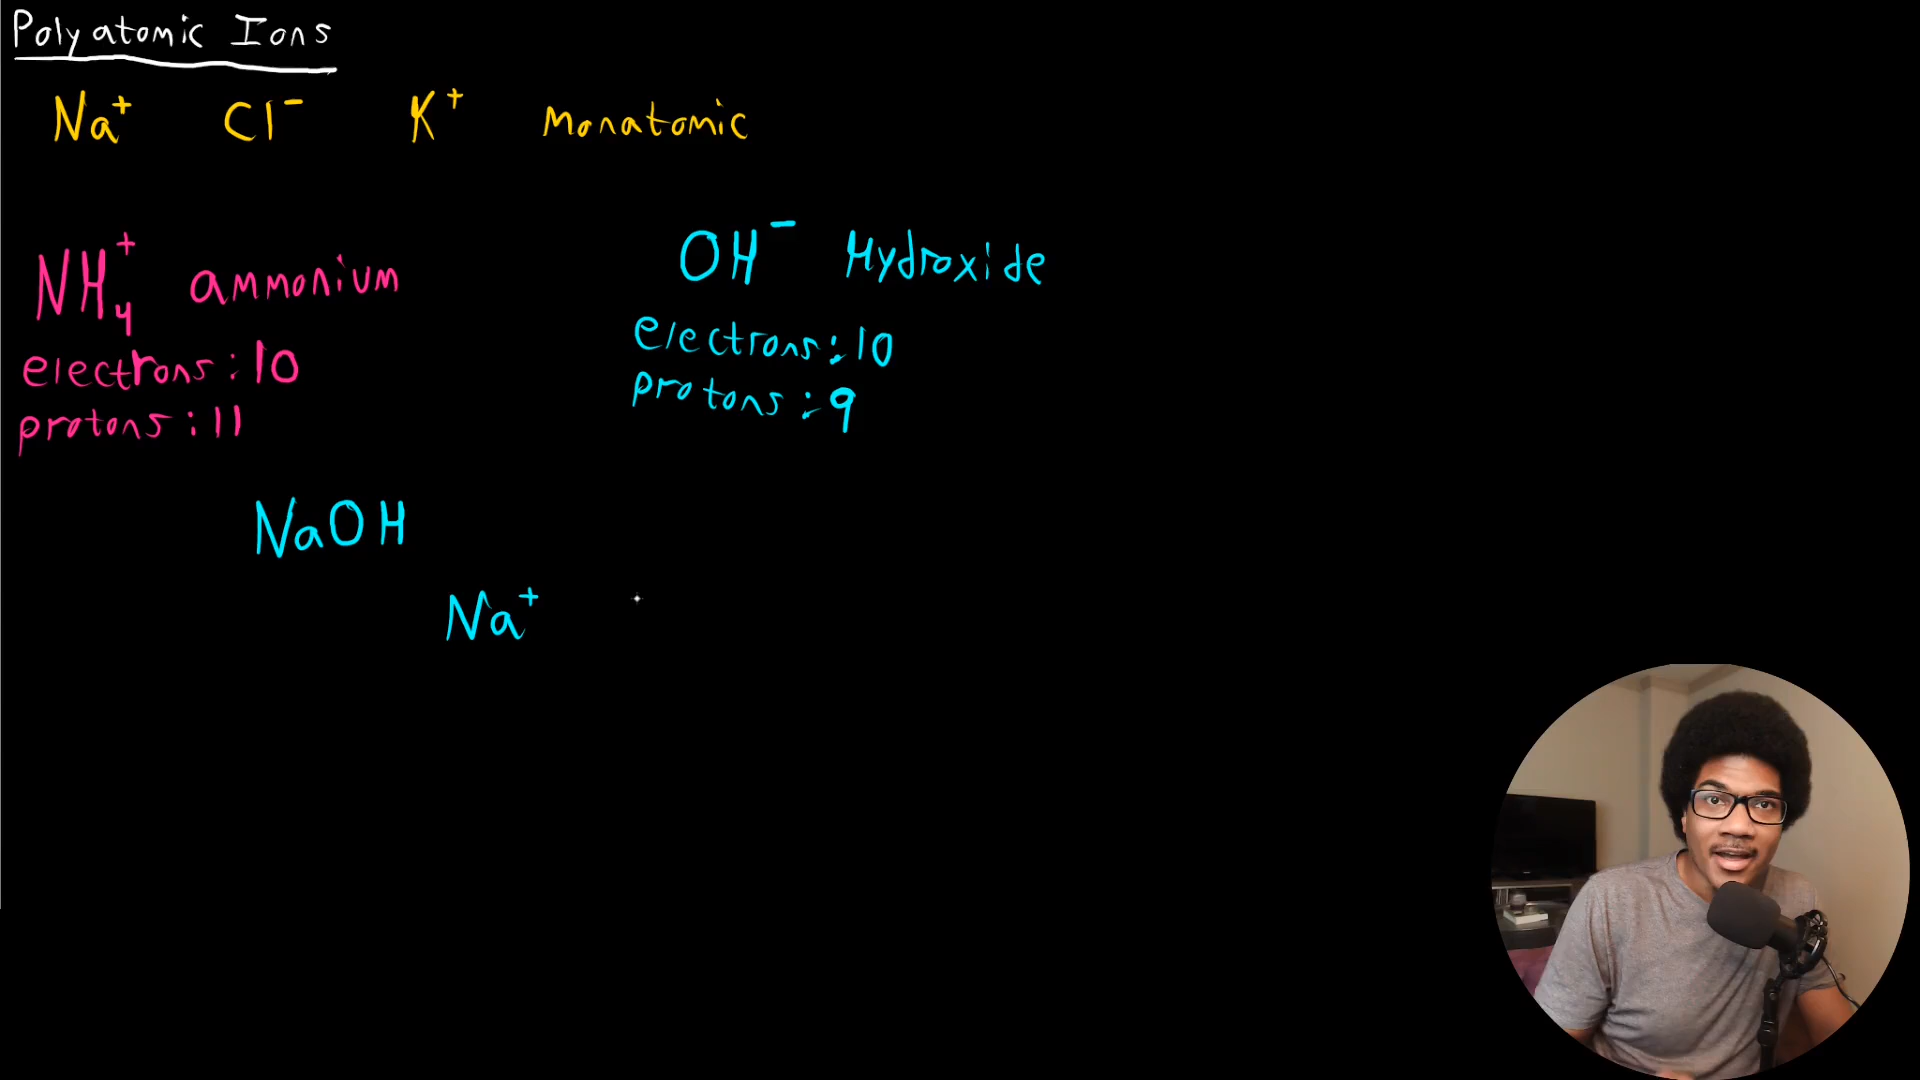 Polyatomic Ions
Na⁺ Cl⁻ K⁺ Monatomic
NH₄⁺ ammonium
OH⁻ Hydroxide
electrons: 10
protons: 11
electrons: 10
protons: 9
NaOH
Na⁺